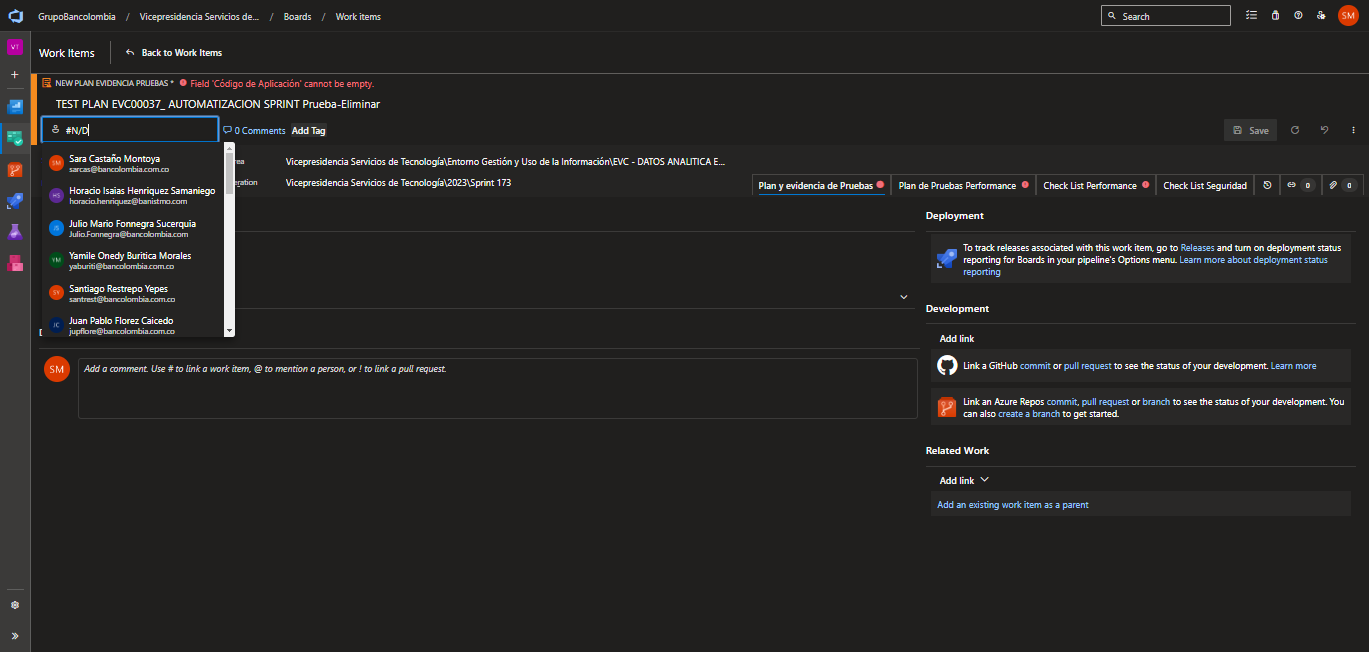 GrupoBancolombia / Vicepresidencia Servicios de... / Boards / Work items
Search
SM
VT
Work Items
Back to Work Items
NEW PLAN EVIDENCIA PRUEBAS * Field 'Código de Aplicación' cannot be empty.
TEST PLAN EVC00037_ AUTOMATIZACION SPRINT Prueba-Eliminar
#N/D
0 Comments
Add Tag
Save
SM
Sara Castaño Montoya
sarcas@bancolombia.com.co
HS
Horacio Isaias Henriquez Samaniego
horacio.henriquez@banistmo.com
JS
Julio Mario Fonnegra Sucerquia
Julio.Fonnegra@bancolombia.com
YM
Yamile Onedy Buritica Morales
yaburiti@bancolombia.com.co
SY
Santiago Restrepo Yepes
santrest@bancolombia.com.co
JC
Juan Pablo Florez Caicedo
jupflore@bancolombia.com.co
rea
Vicepresidencia Servicios de Tecnología\Entorno Gestión y Uso de la Información\EVC - DATOS ANALITICA E...
eration
Vicepresidencia Servicios de Tecnología\2023\Sprint 173
Plan y evidencia de Pruebas
Plan de Pruebas Performance
Check List Performance
Check List Seguridad
0
0
D
SM
Add a comment. Use # to link a work item, @ to mention a person, or ! to link a pull request.
Deployment
To track releases associated with this work item, go to Releases and turn on deployment status
reporting for Boards in your pipeline's Options menu. Learn more about deployment status
reporting
Development
Add link
Link a GitHub commit or pull request to see the status of your development. Learn more
Link an Azure Repos commit, pull request or branch to see the status of your development. You
can also create a branch to get started.
Related Work
Add link
Add an existing work item as a parent